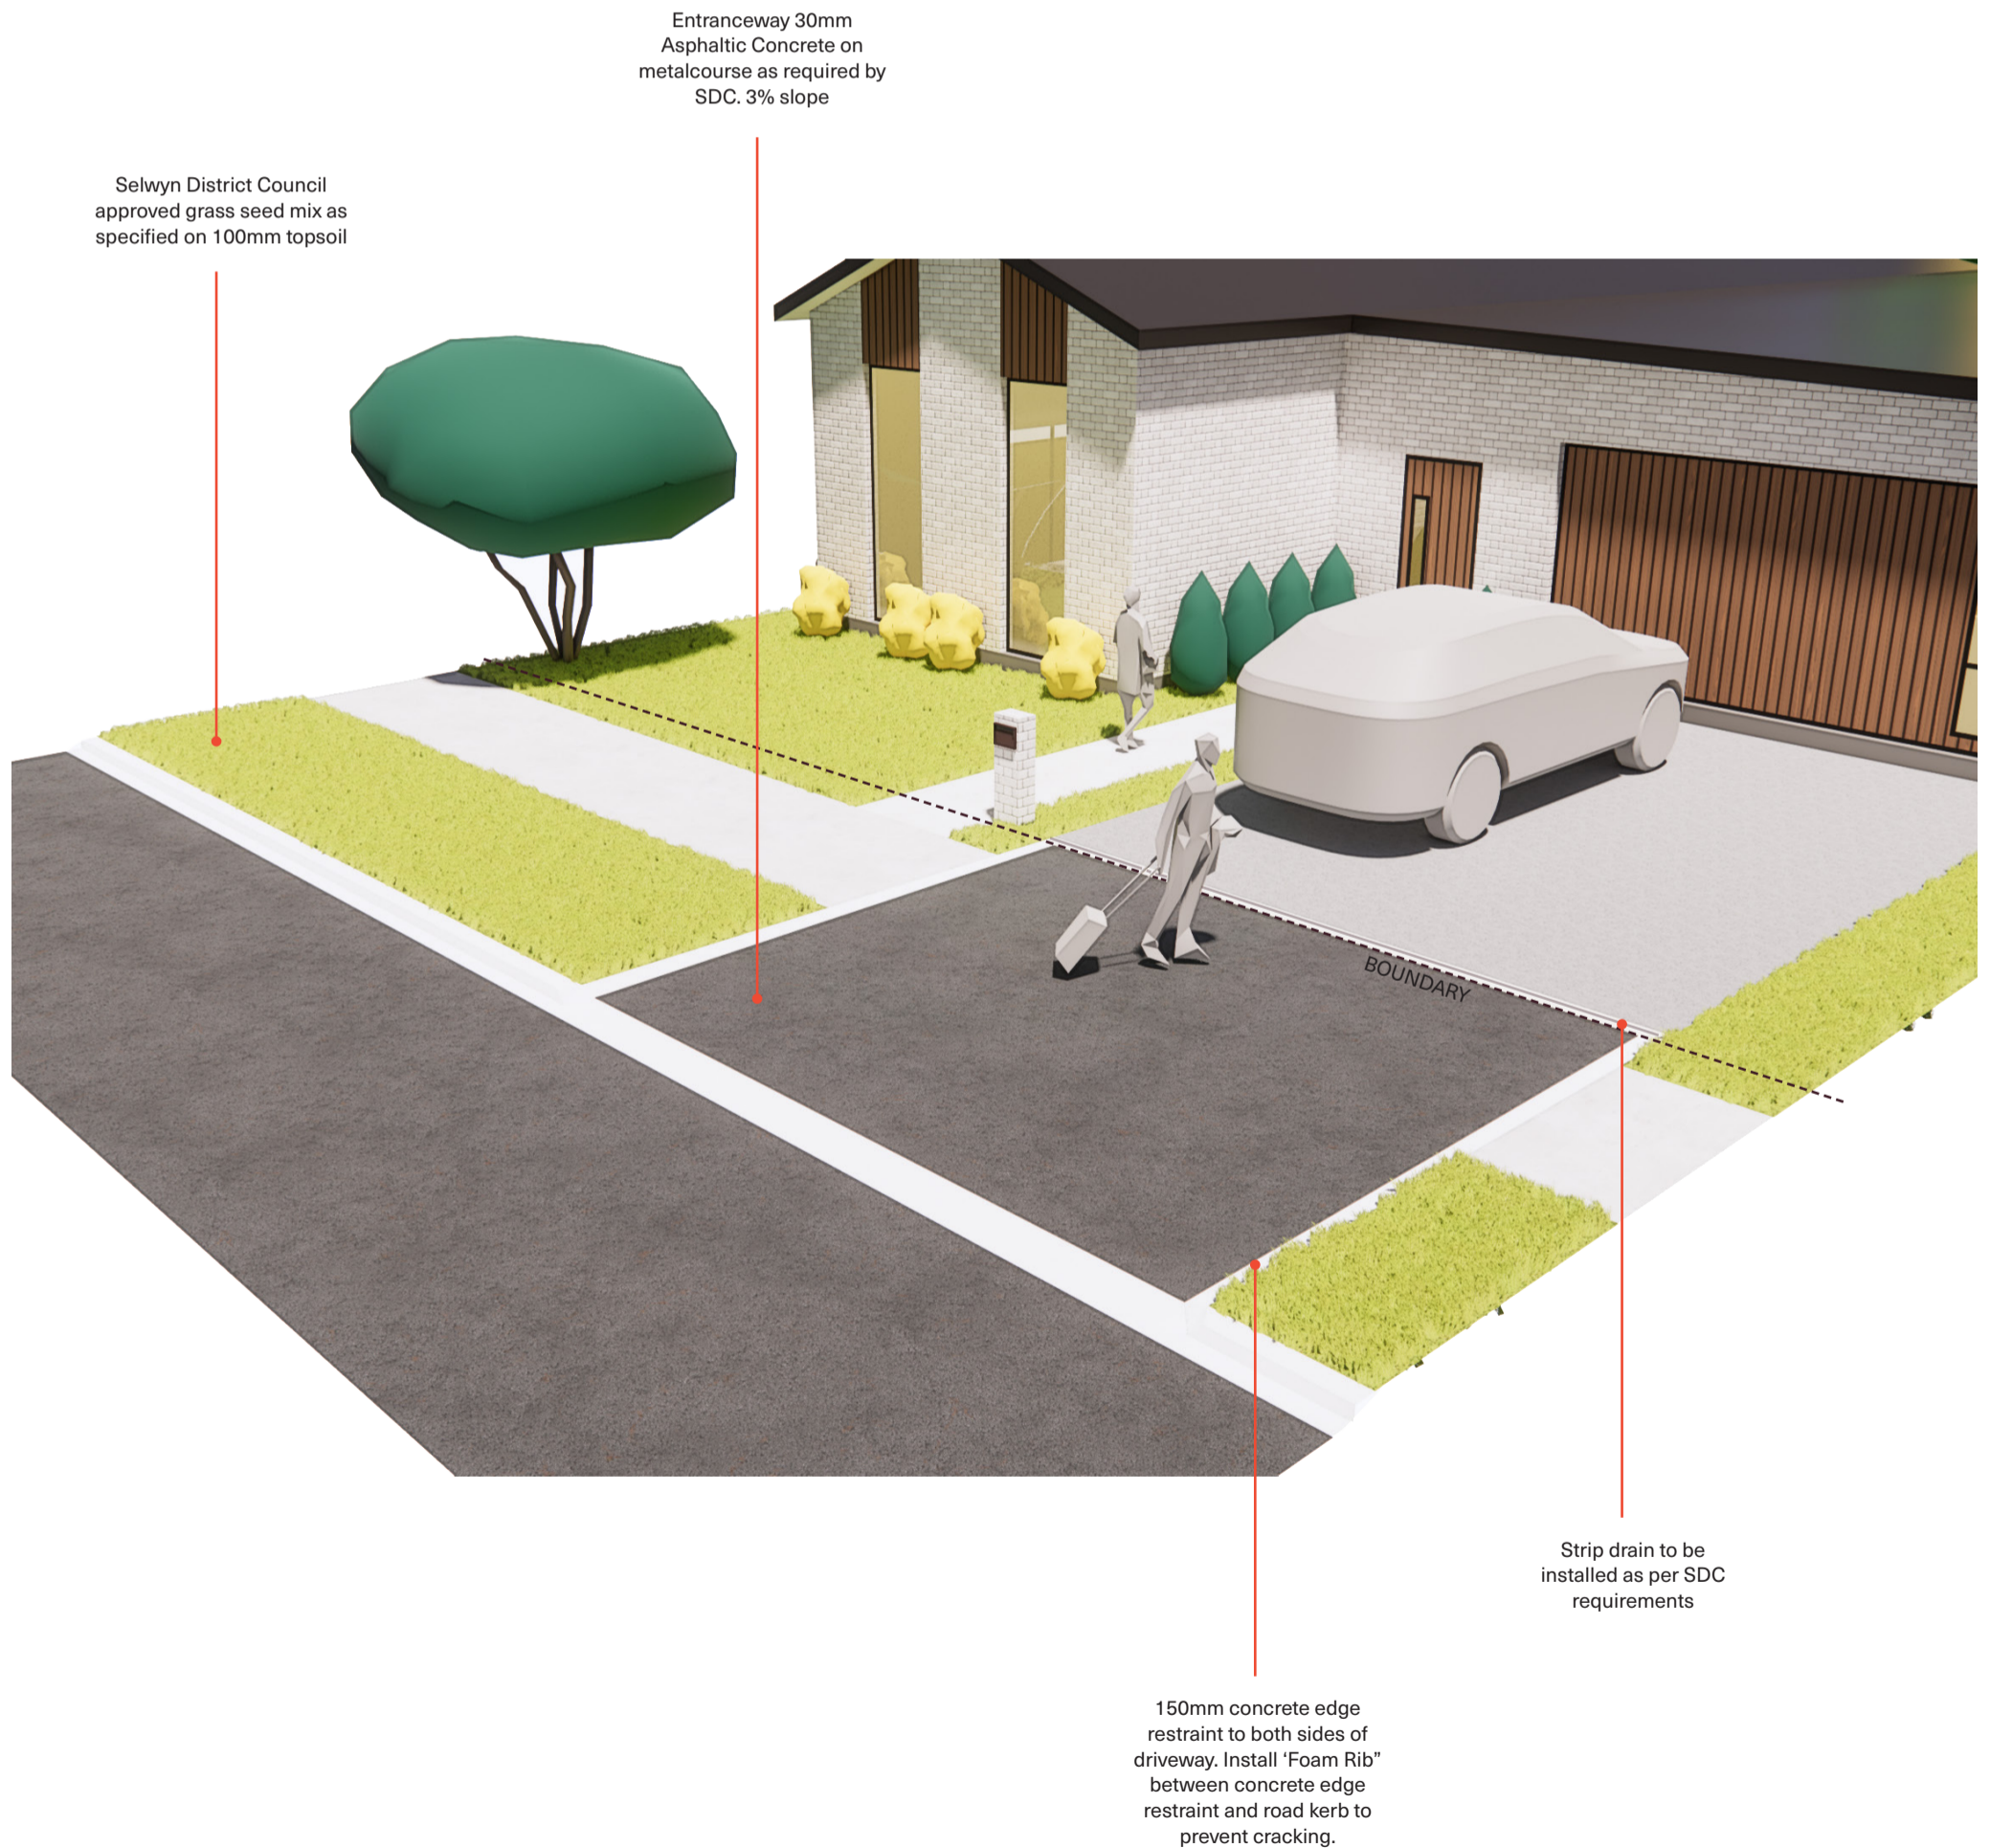 Entranceway 30mm
Asphaltic Concrete on
metalcourse as required by
SDC. 3% slope
Selwyn District Council
approved grass seed mix as
specified on 100mm topsoil
BOUNDARY
Strip drain to be
installed as per SDC
requirements
150mm concrete edge
restraint to both sides of
driveway. Install ‘Foam Rib”
between concrete edge
restraint and road kerb to
prevent cracking.